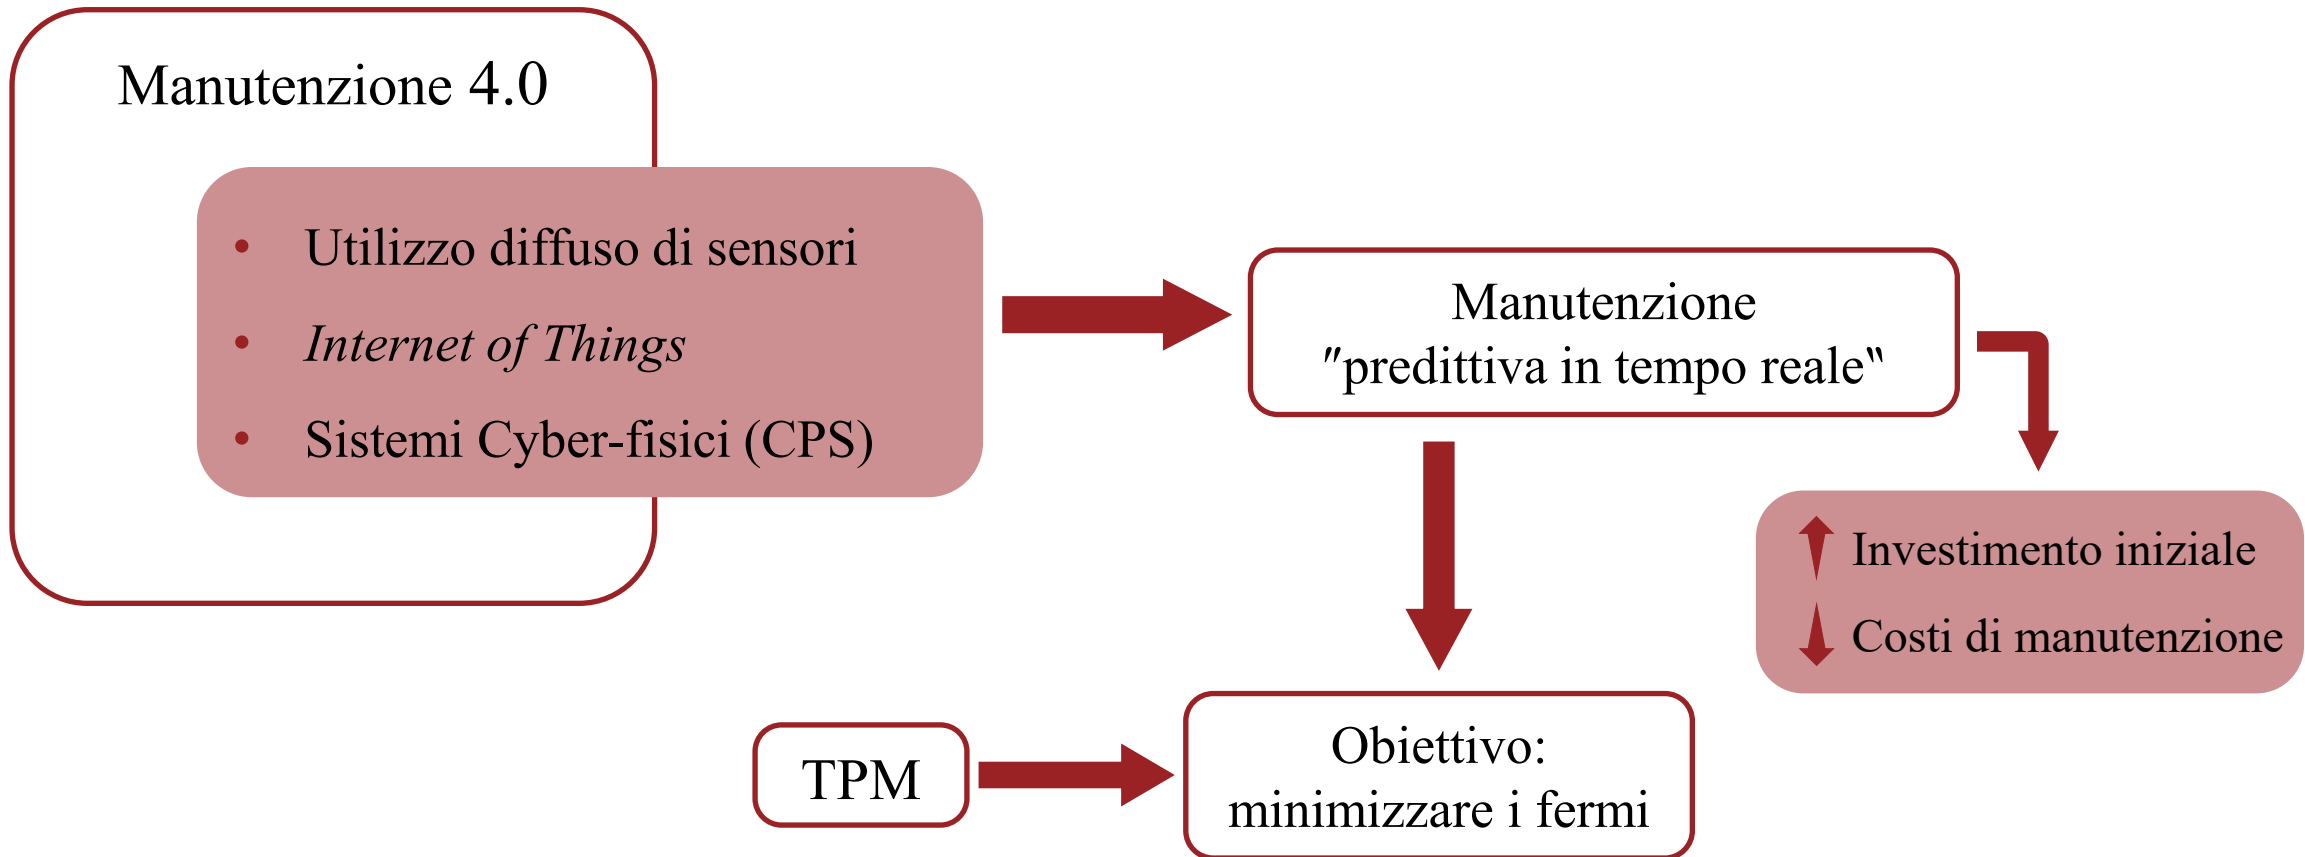 Manutenzione 4.0
• Utilizzo diffuso di sensori
• Internet of Things
• Sistemi Cyber-fisici (CPS)
Manutenzione
"predittiva in tempo reale‟
Investimento iniziale
Costi di manutenzione
TPM
Obiettivo:
minimizzare i fermi